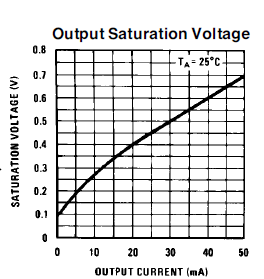 Output Saturation Voltage
TA = 25°C
SATURATION VOLTAGE (V)
0.8
0.7
0.6
0.5
0.4
0.3
0.2
0.1
0
0 10 20 30 40 50
OUTPUT CURRENT (mA)